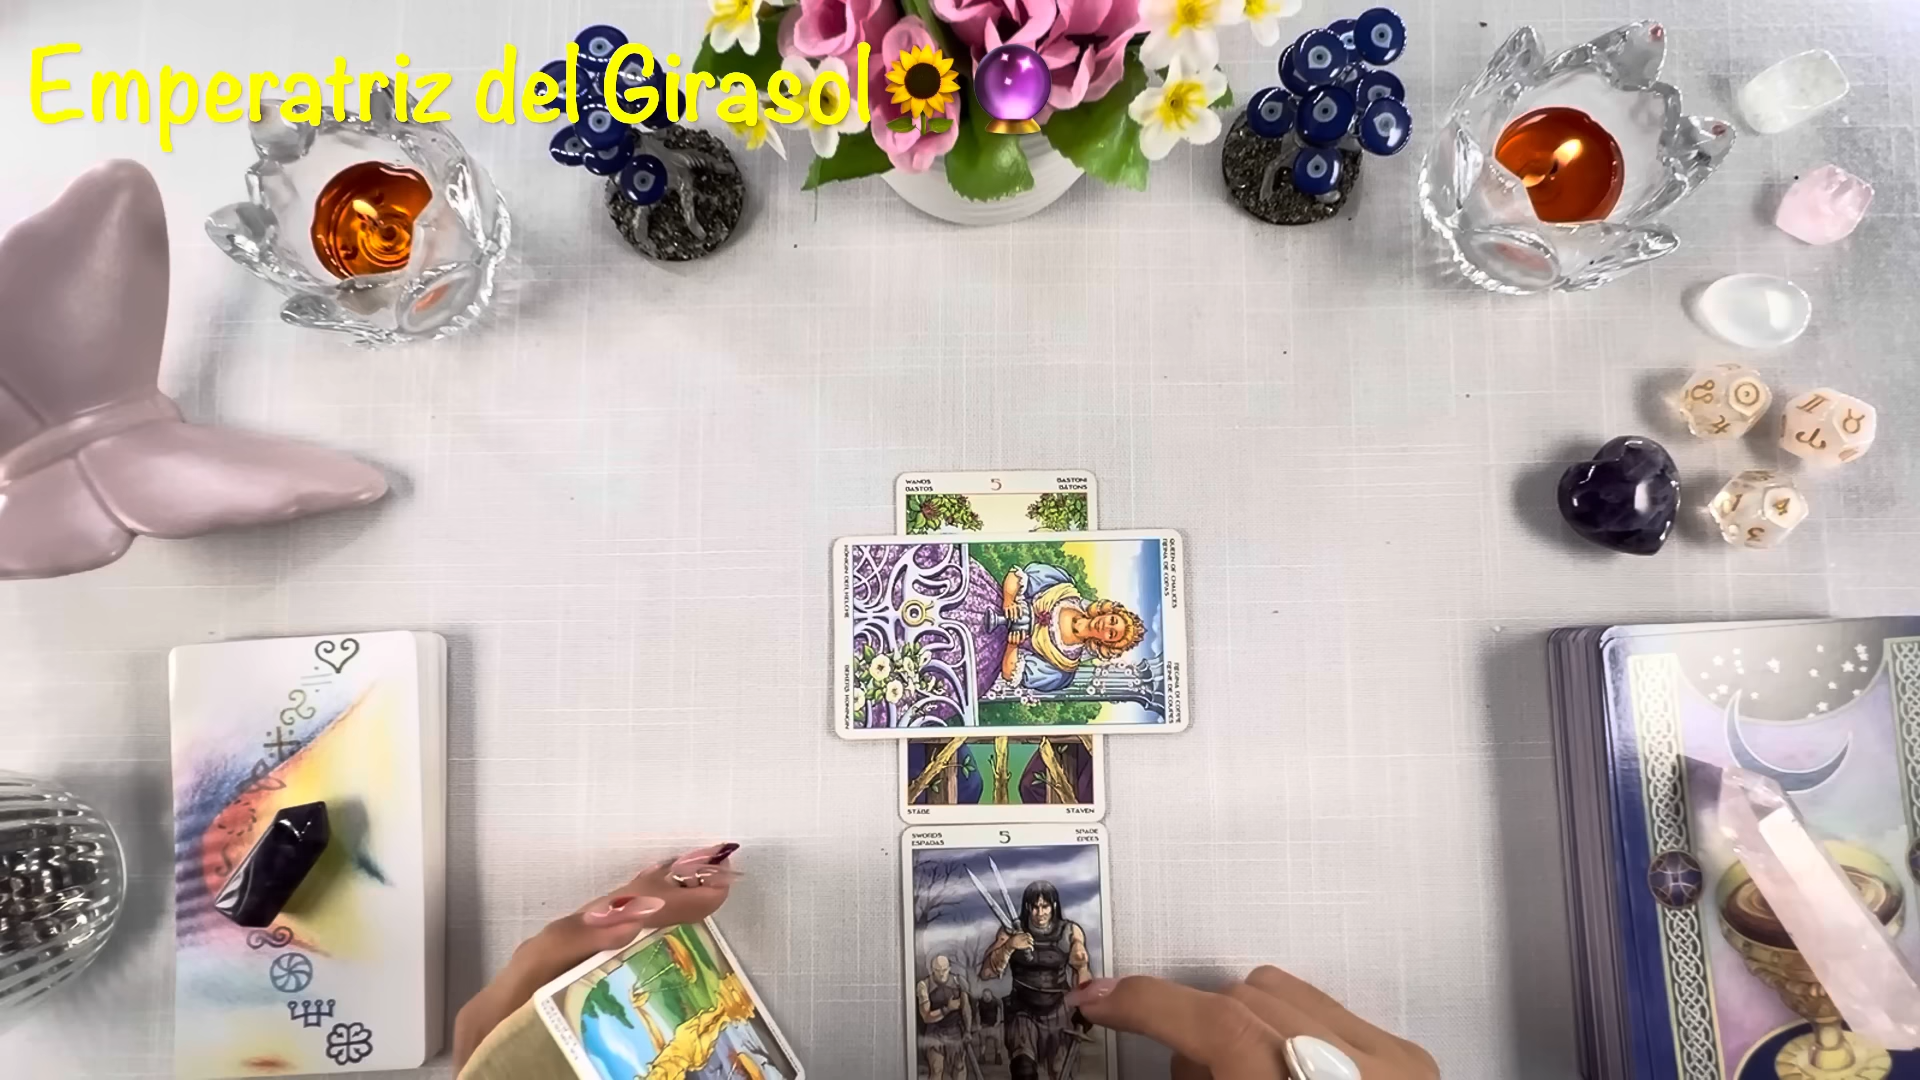 Emperatriz del Girasol
WANDS 5 BASTONI
BASTOS BÂTONS
QUEEN OF CHALICES
REINA DE COPAS
REGINA DI COPPE
REINE DE COUPES
STÄBE STAVEN
SWORDS 5 SPADE
ESPADAS ÉPÉES